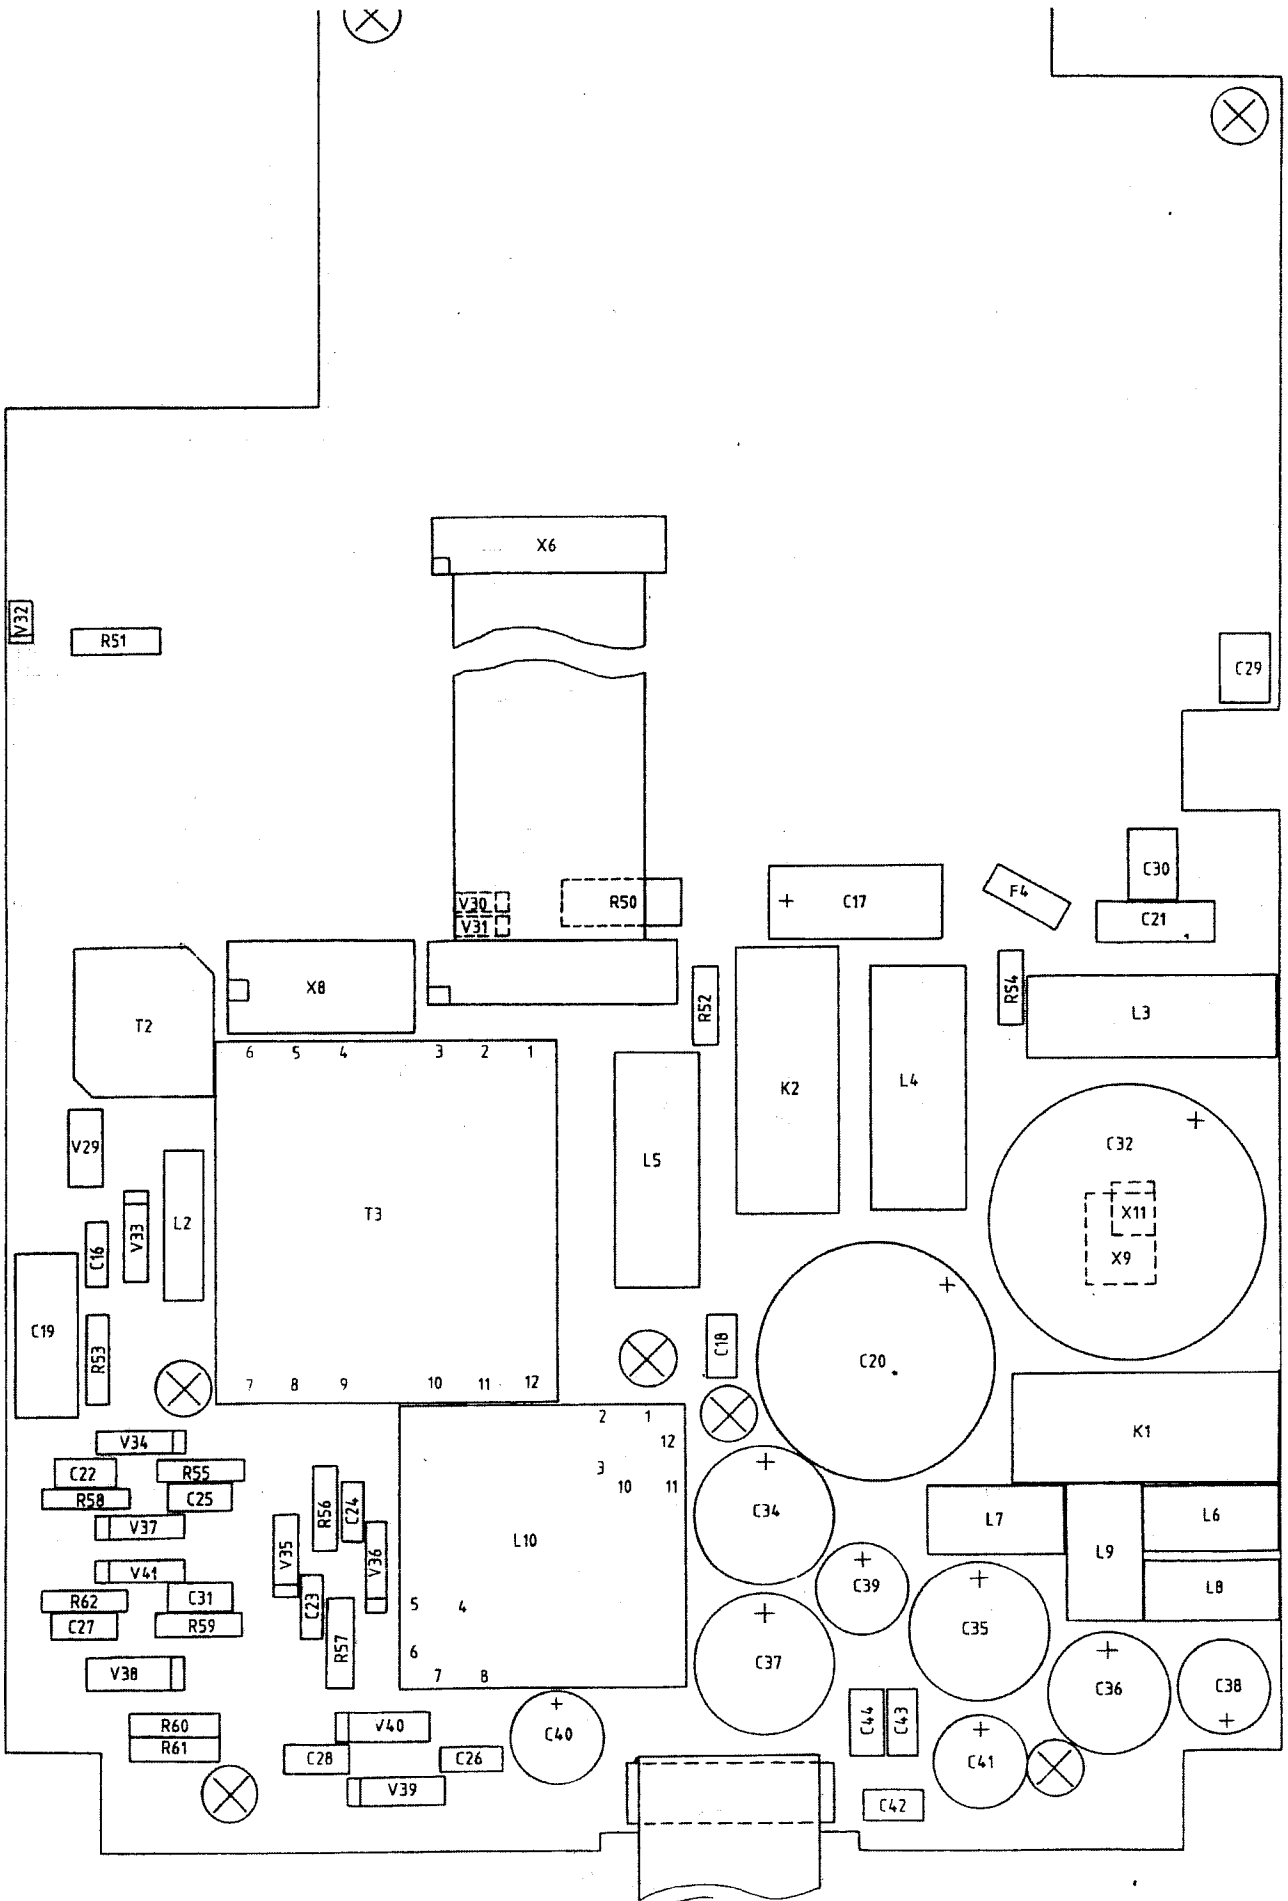 X6
V32
R51
C29
C30
V30
R50
+ C17
F4
C21
V31
X8
R52
R54
L3
T2
6 5 4 3 2 1
K2
L4
+
V29
C32
L5
X11
T3
L2
V33
C16
X9
+
C19
C18
R53
C20
7 8 9 10 11 12
2 1
K1
V34
12
+
C22
R55
3
10 11
R58
C25
R56
C24
C34
L7
L6
V37
V35
V36
L10
L9
+
V41
+
C39
L8
R62
C31
C23
5 4
+
C27
R59
C35
R57
6
+
C37
V38
7 8
C36
C38
+
+
R60
V40
C44
C43
+
R61
C40
C28
C26
C41
V39
C42